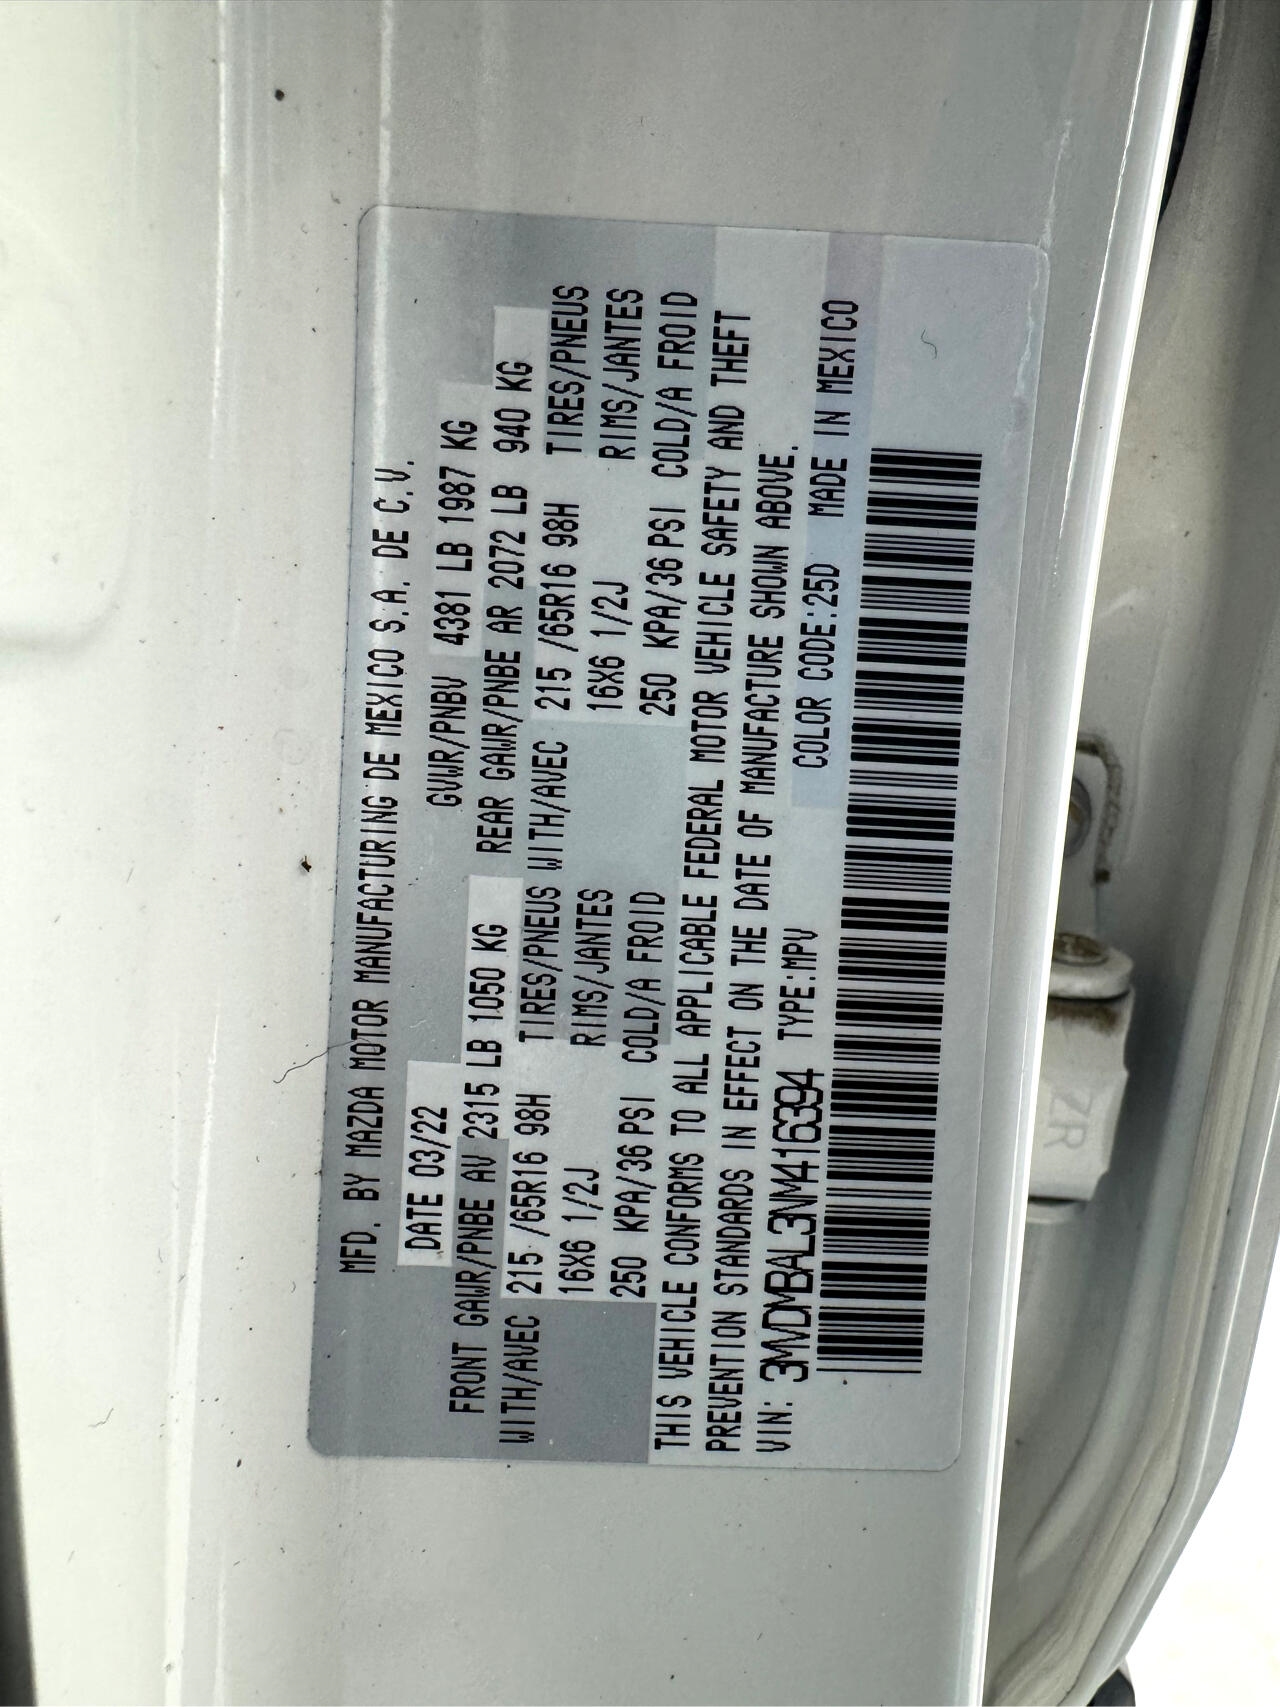 MFD. BY MAZDA MOTOR MANUFACTURING DE MEXICO S.A. DE C.V.
DATE 03/22 GVWR/PNBV 4381 LB 1987 KG
FRONT GAWR/PNBE AV 2315 LB 1050 KG REAR GAWR/PNBE AR 2072 LB 940 KG
WITH/AVEC 215 /65R16 98H TIRES/PNEUS WITH/AVEC 215 /65R16 98H TIRES/PNEUS
16X6 1/2J RIMS/JANTES 16X6 1/2J RIMS/JANTES
250 KPA/36 PSI COLD/A FROID 250 KPA/36 PSI COLD/A FROID
THIS VEHICLE CONFORMS TO ALL APPLICABLE FEDERAL MOTOR VEHICLE SAFETY AND THEFT
PREVENTION STANDARDS IN EFFECT ON THE DATE OF MANUFACTURE SHOWN ABOVE.
VIN: 3MVDMBAL3NM416394 TYPE:MPV COLOR CODE:25D MADE IN MEXICO
ZR